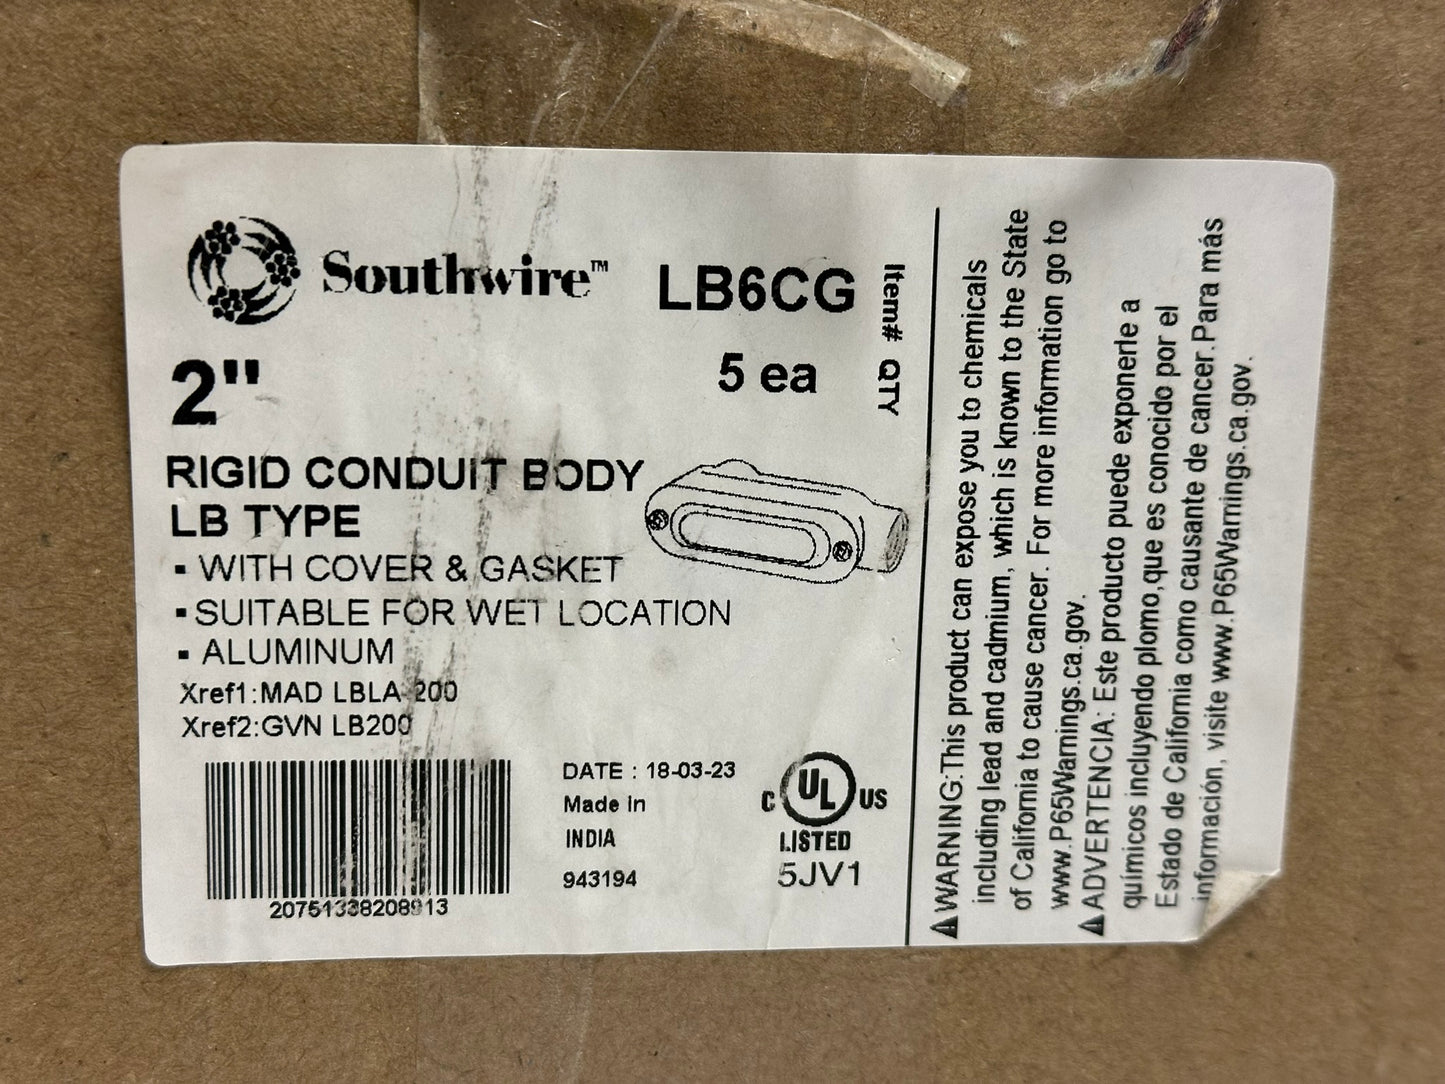 Southwire™
LB6CG
Item#
2"
5 ea
QTY
RIGID CONDUIT BODY
LB TYPE
▪ WITH COVER & GASKET
▪ SUITABLE FOR WET LOCATION
▪ ALUMINUM
Xref1:MAD LBLA-200
Xref2:GVN LB200
20751338208913
DATE : 18-03-23
Made In
INDIA
943194
C UL US
LISTED
5JV1
⚠WARNING:This product can expose you to chemicals
including lead and cadmium, which is known to the State
of California to cause cancer. For more information go to
www.P65Warnings.ca.gov.
⚠ADVERTENCIA: Este producto puede exponerle a
químicos incluyendo plomo,que es conocido por el
Estado de California como causante de cancer.Para más
información, visite www.P65Warnings.ca.gov.